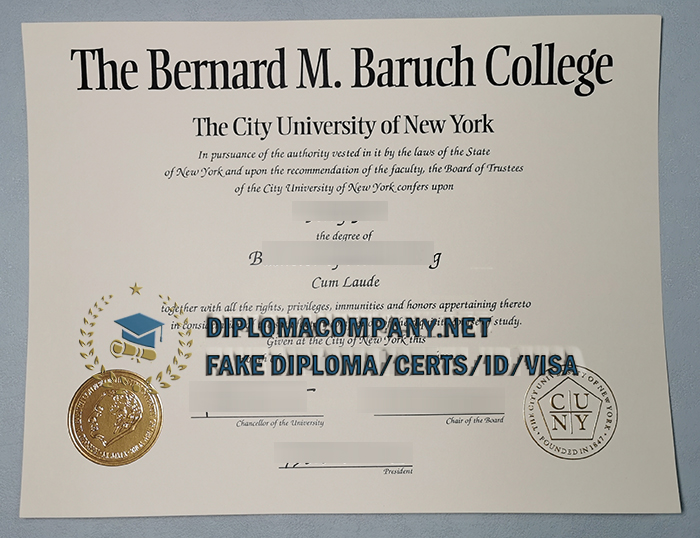 The Bernard M. Baruch College
The City University of New York
In pursuance of the authority vested in it by the laws of the State
of New York and upon the recommendation of the faculty, the Board of Trustees
of the City University of New York confers upon
the degree of
B g
Cum Laude
together with all the rights, privileges, immunities and honors appertaining thereto
in of study.
DIPLOMACOMPANY.NET
Given at the City of New York this
FAKE DIPLOMA/CERTS/ID/VISA
Chancellor of the University
Chair of the Board
President
THE CITY UNIVERSITY OF NEW YORK
CU
NY
FOUNDED IN 1847